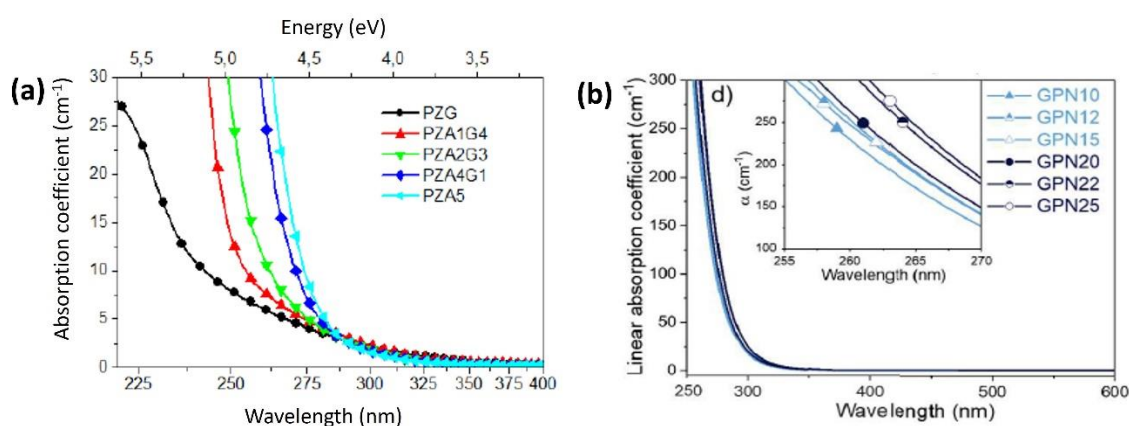 Energy (eV)
5,5 5,0 4,5 4,0 3,5
(a)
Absorption coefficient (cm⁻¹)
30
25
20
15
10
5
0
PZG
PZA1G4
PZA2G3
PZA4G1
PZA5
225 250 275 300 325 350 375 400
Wavelength (nm)
(b)
d)
Linear absorption coefficient (cm⁻¹)
300
250
200
150
100
50
0
α (cm⁻¹)
250
200
150
100
255 260 265 270
Wavelength (nm)
GPN10
GPN12
GPN15
GPN20
GPN22
GPN25
250 300 400 500 600
Wavelength (nm)